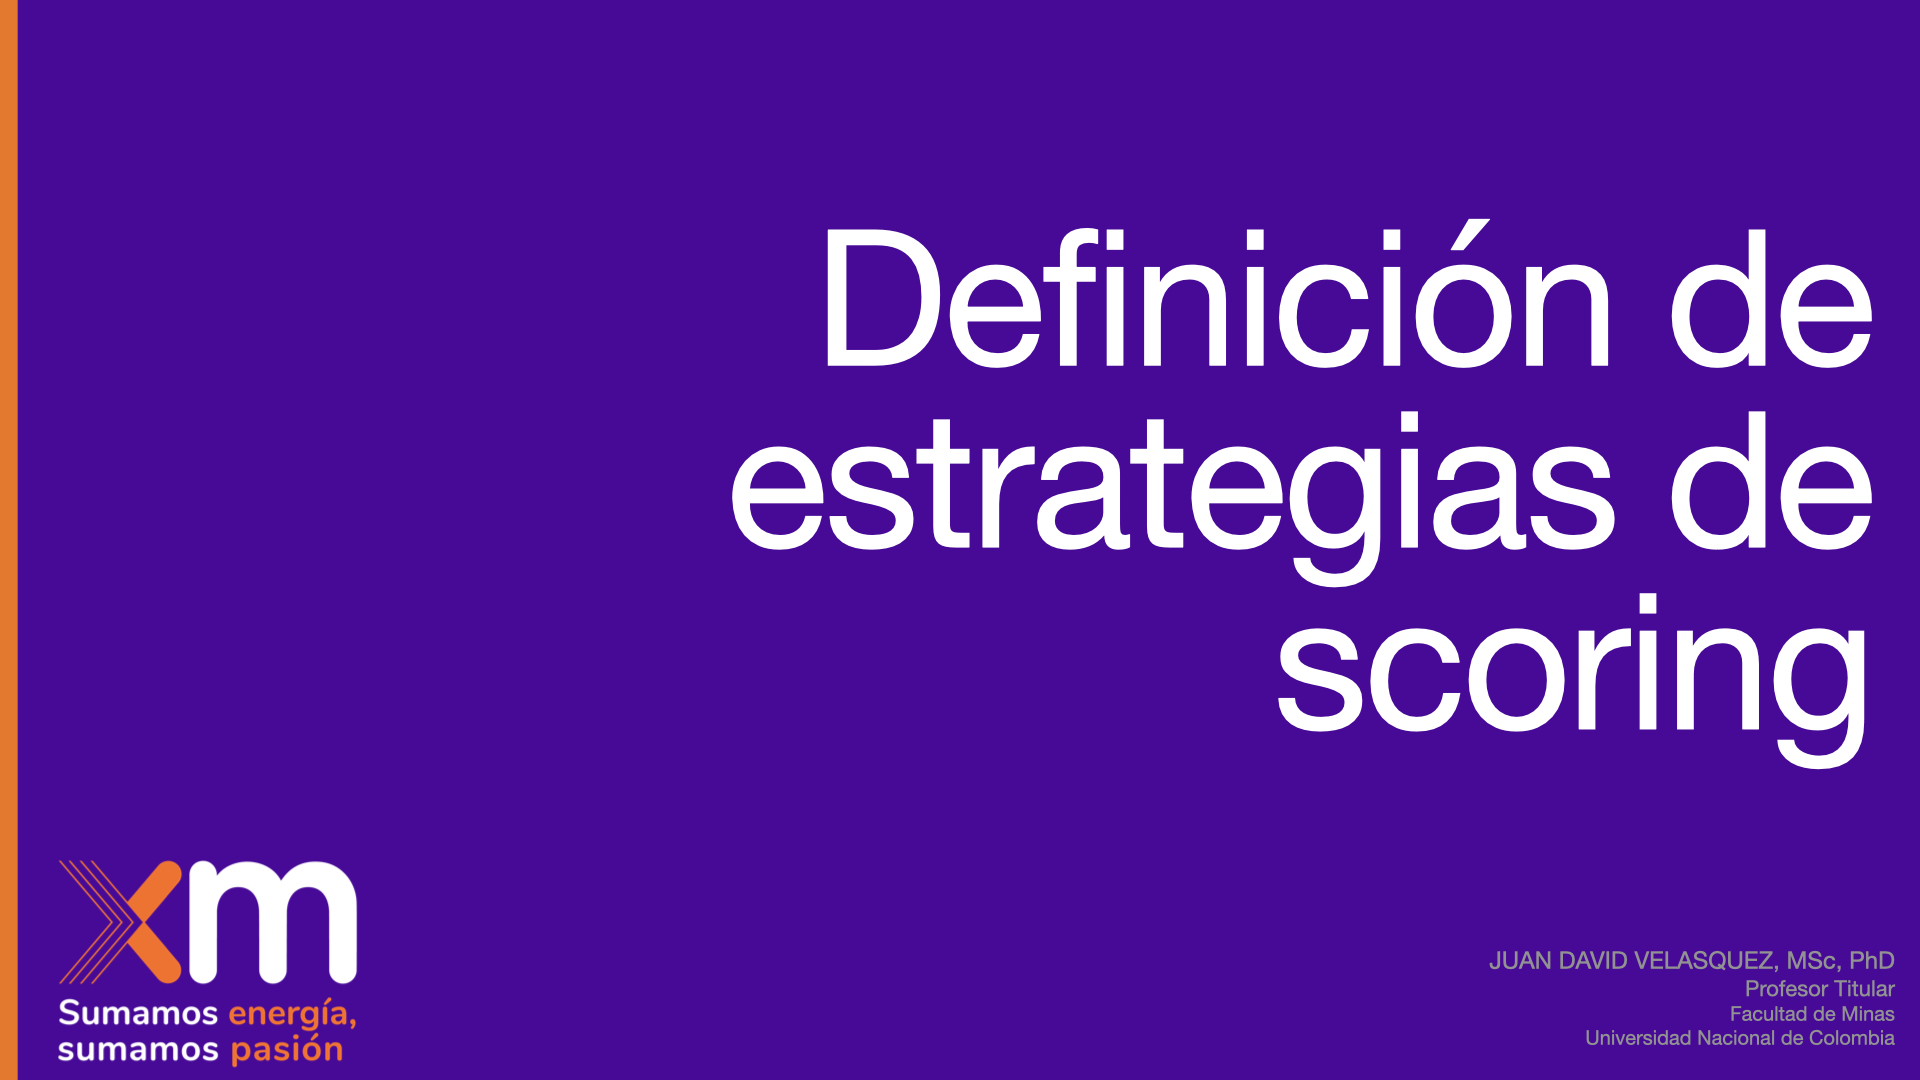 Definición de
estrategias de
scoring
xm
Sumamos energía,
sumamos pasión
JUAN DAVID VELASQUEZ, MSc, PhD
Profesor Titular
Facultad de Minas
Universidad Nacional de Colombia